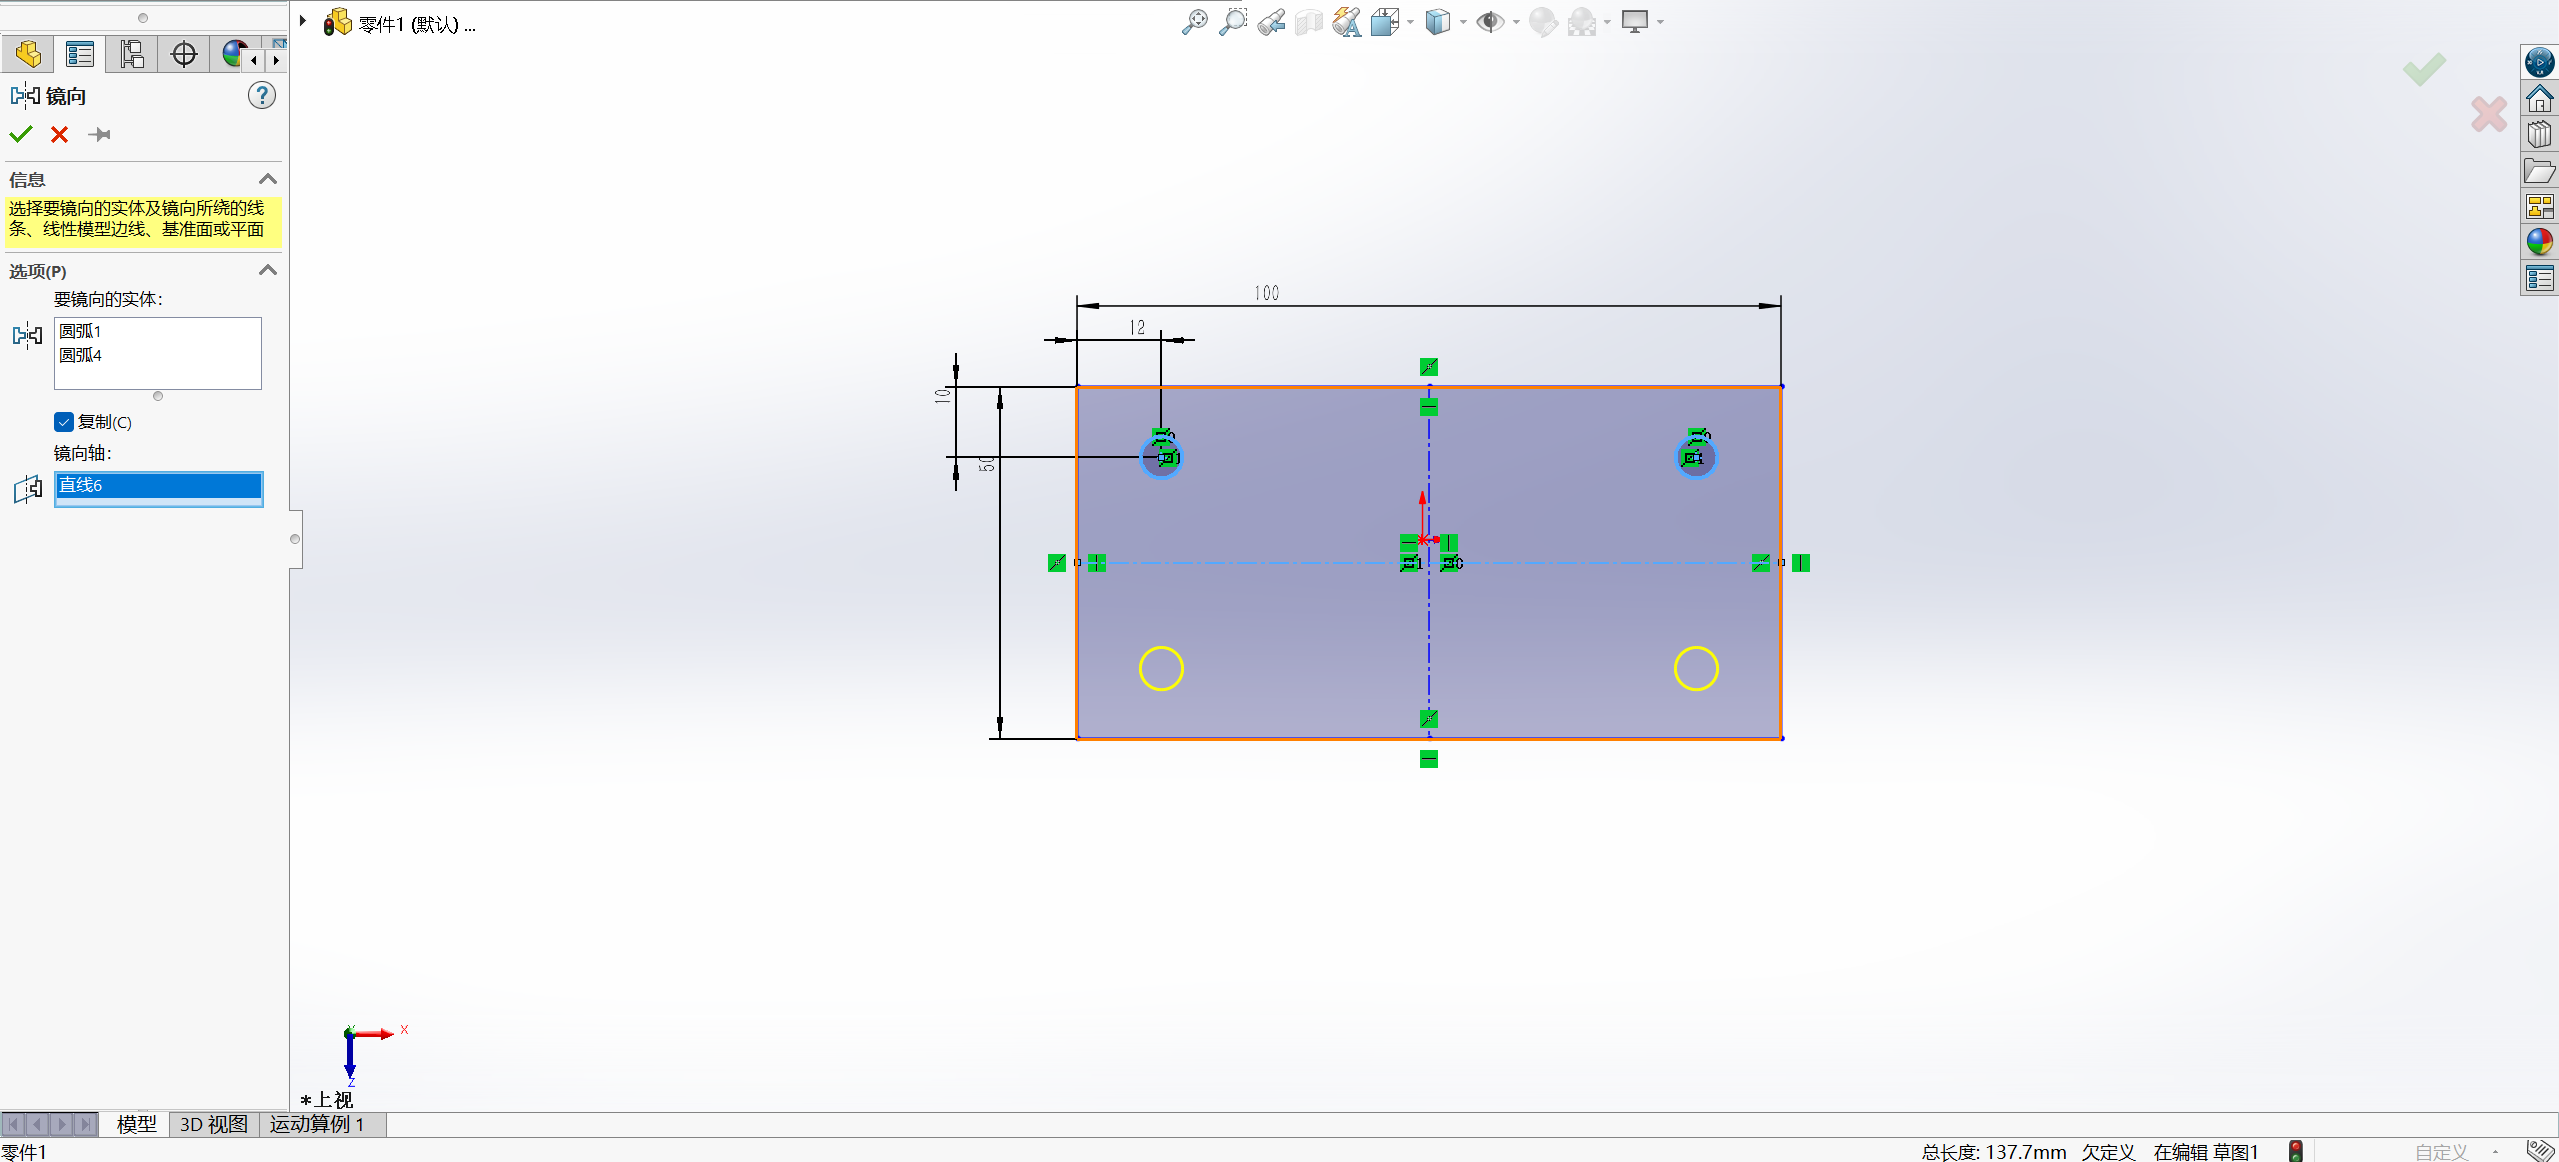 零件1 (默认) ...
镜向
?
信息
选择要镜向的实体及镜向所绕的线
条、线性模型边线、基准面或平面
选项(P)
要镜向的实体:
圆弧1
圆弧4
复制(C)
镜向轴:
直线6
100
12
10
50
X
Z
*上视
模型
3D 视图
运动算例 1
零件1
总长度: 137.7mm
欠定义
在编辑 草图1
自定义